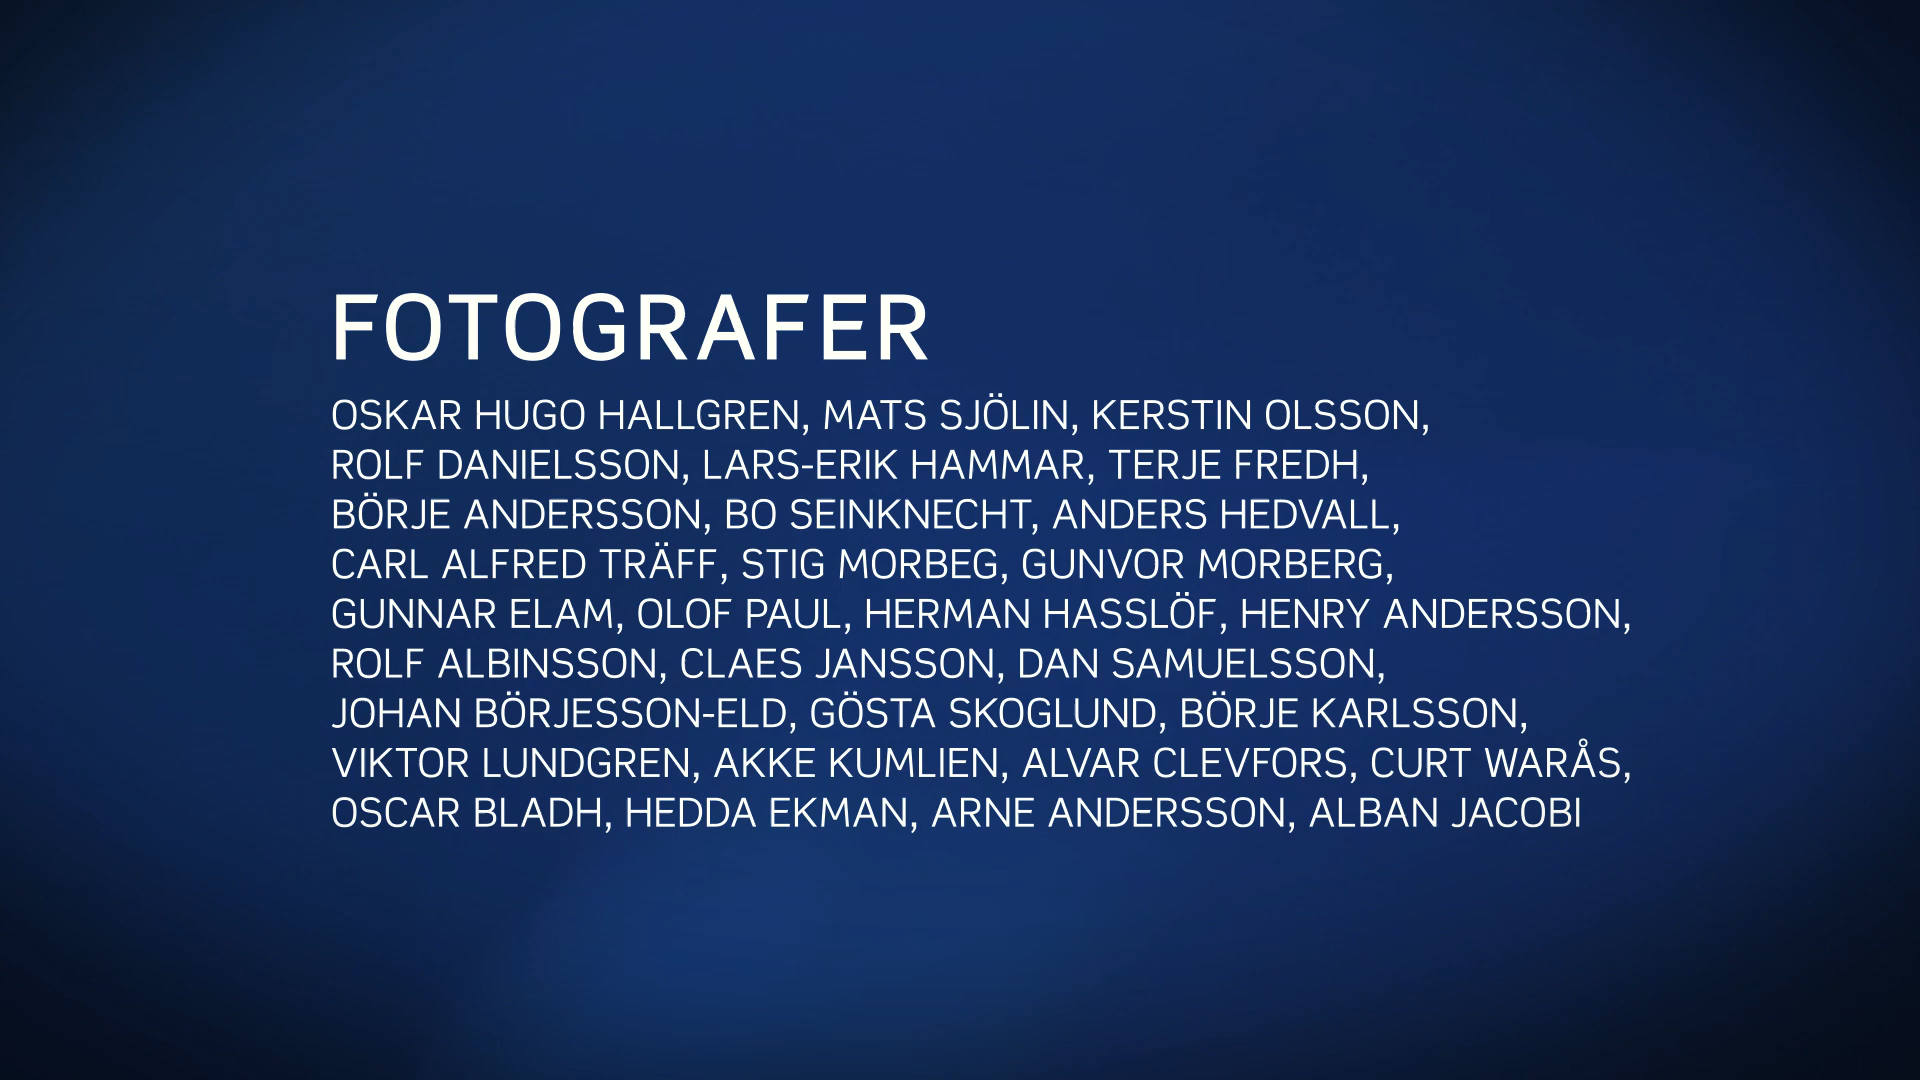 FOTOGRAFER
OSKAR HUGO HALLGREN, MATS SJÖLIN, KERSTIN OLSSON,
ROLF DANIELSSON, LARS-ERIK HAMMAR, TERJE FREDH,
BÖRJE ANDERSSON, BO SEINKNECHT, ANDERS HEDVALL,
CARL ALFRED TRÄFF, STIG MORBEG, GUNVOR MORBERG,
GUNNAR ELAM, OLOF PAUL, HERMAN HASSLÖF, HENRY ANDERSSON,
ROLF ALBINSSON, CLAES JANSSON, DAN SAMUELSSON,
JOHAN BÖRJESSON-ELD, GÖSTA SKOGLUND, BÖRJE KARLSSON,
VIKTOR LUNDGREN, AKKE KUMLIEN, ALVAR CLEVFORS, CURT WARÅS,
OSCAR BLADH, HEDDA EKMAN, ARNE ANDERSSON, ALBAN JACOBI